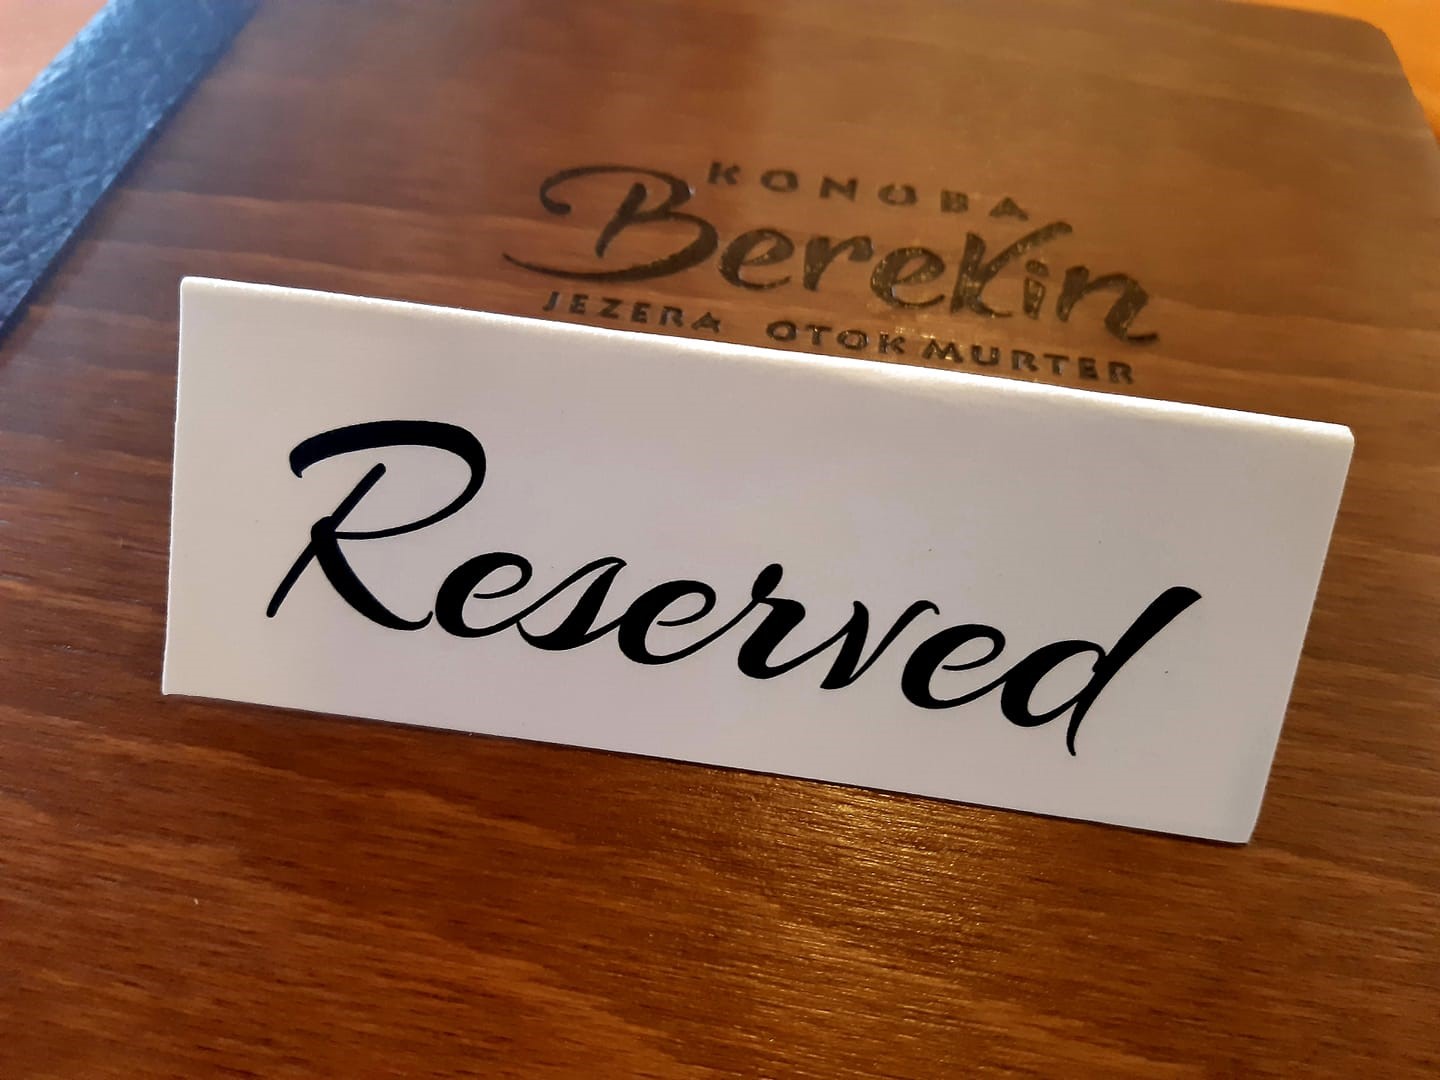 KONOBA
Berekin
JEZERA OTOK MURTER
Reserved